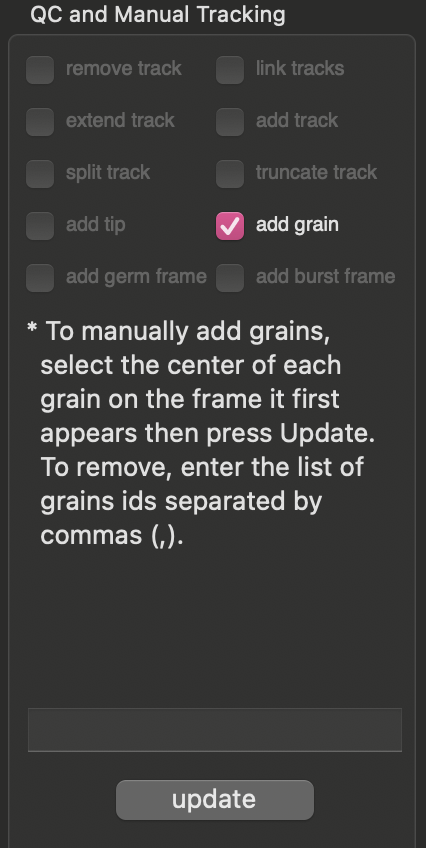 QC and Manual Tracking
remove track
link tracks
extend track
add track
split track
truncate track
add tip
add grain
add germ frame
add burst frame
* To manually add grains,
select the center of each
grain on the frame it first
appears then press Update.
To remove, enter the list of
grains ids separated by
commas (,).
update